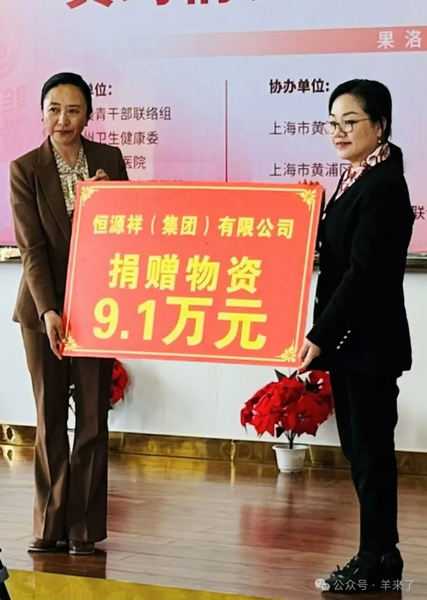 果洛
单位：
青干部联络组
州卫生健康委
医院
协办单位：
上海市黄
上海市黄浦区
联
恒源祥（集团）有限公司
捐赠物资
9.1万元
公众号·羊来了